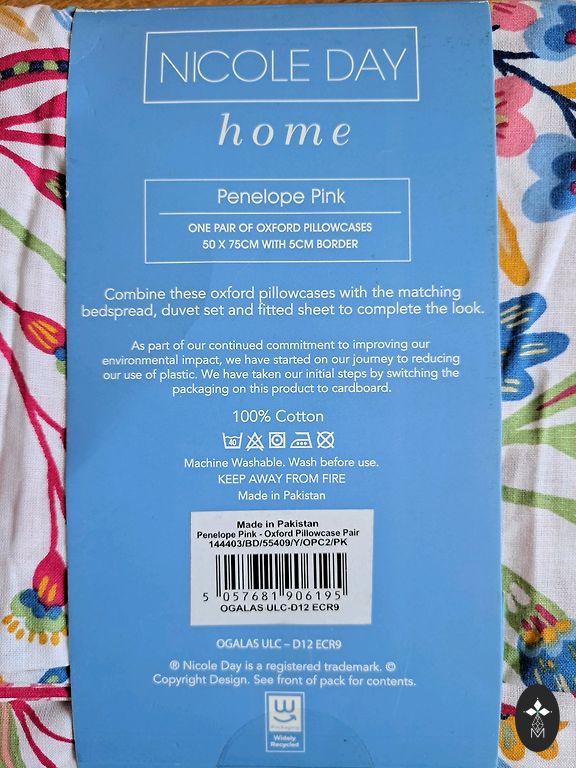 NICOLE DAY
home
Penelope Pink
ONE PAIR OF OXFORD PILLOWCASES
50 X 75CM WITH 5CM BORDER
Combine these oxford pillowcases with the matching
bedspread, duvet set and fitted sheet to complete the look.
As part of our continued commitment to improving our
environmental impact, we have started on our journey to reducing
our use of plastic. We have taken our initial steps by switching the
packaging on this product to cardboard.
100% Cotton
40
Machine Washable. Wash before use.
KEEP AWAY FROM FIRE
Made in Pakistan
Made in Pakistan
Penelope Pink - Oxford Pillowcase Pair
144403/BD/55409/Y/OPC2/PK
5 057681 906195
OGALAS ULC-D12 ECR9
OGALAS ULC – D12 ECR9
® Nicole Day is a registered trademark. ©
Copyright Design. See front of pack for contents.
Packaging
Widely
Recycled
M